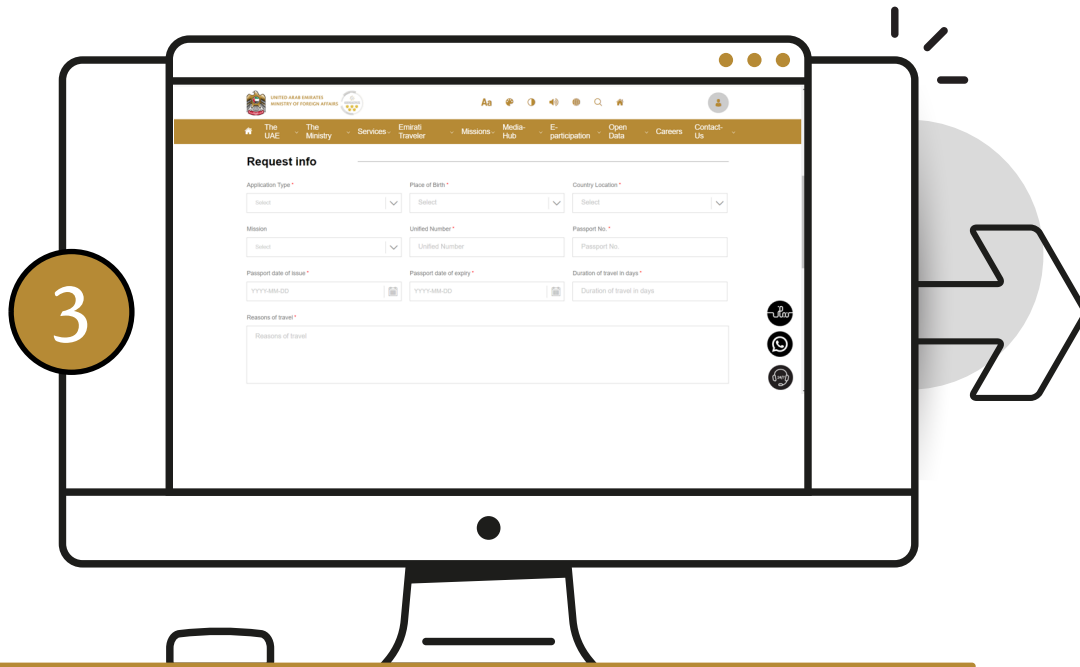 UNITED ARAB EMIRATES
MINISTRY OF FOREIGN AFFAIRS
Aa
The UAE
The Ministry
Services
Emirati Traveler
Missions
Media-Hub
E-participation
Open Data
Careers
Contact-Us
Request info
Application Type *
Place of Birth *
Country Location *
Select
Select
Select
Mission
Unified Number *
Passport No. *
Select
Unified Number
Passport No.
Passport date of issue *
Passport date of expiry *
Duration of travel in days *
YYYY-MM-DD
YYYY-MM-DD
Duration of travel in days
Reasons of travel *
Reasons of travel
3
24/7